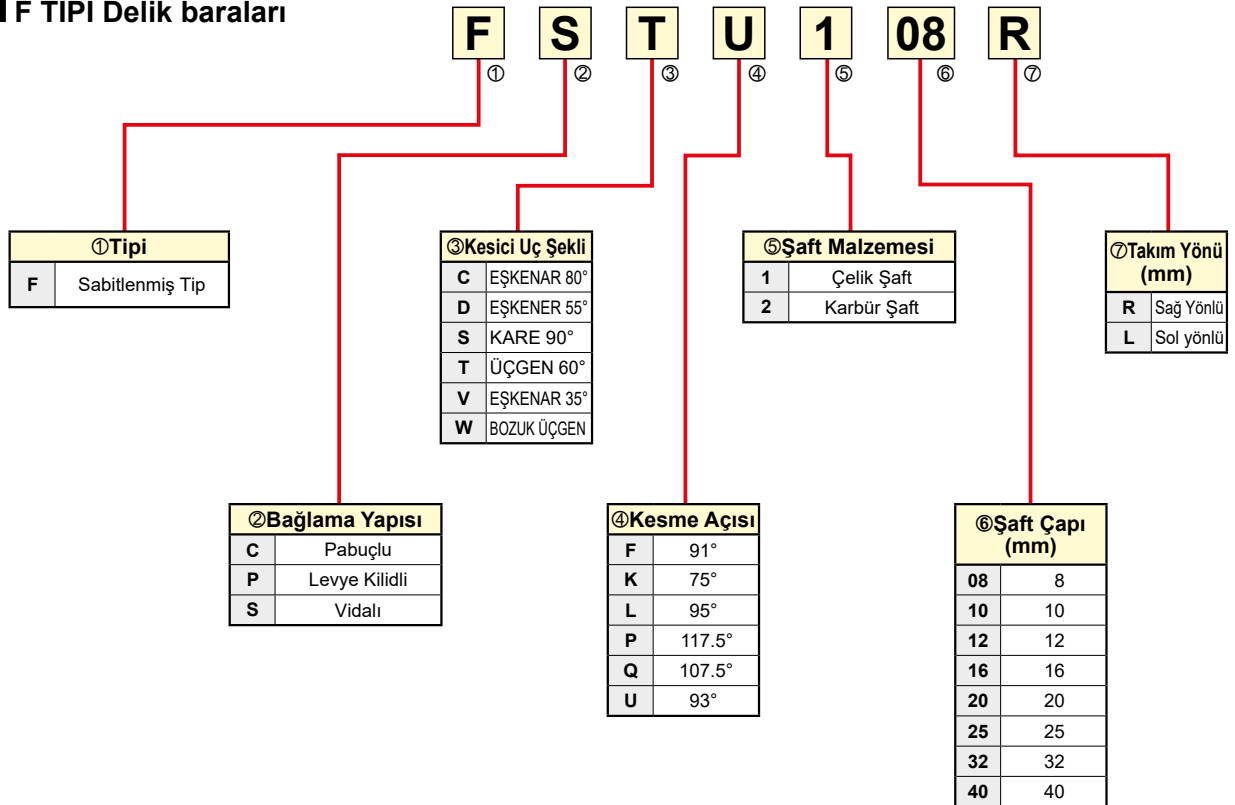 F TİPİ Delik baraları
F S T U 1 08 R
① ② ③ ④ ⑤ ⑥ ⑦
①Tipi
F Sabitlenmiş Tip
③Kesici Uç Şekli
C EŞKENAR 80°
D EŞKENER 55°
S KARE 90°
T ÜÇGEN 60°
V EŞKENAR 35°
W BOZUK ÜÇGEN
⑤Şaft Malzemesi
1 Çelik Şaft
2 Karbür Şaft
⑦Takım Yönü
(mm)
R Sağ Yönlü
L Sol yönlü
②Bağlama Yapısı
C Pabuçlu
P Levye Kilidli
S Vidalı
④Kesme Açısı
F 91°
K 75°
L 95°
P 117.5°
Q 107.5°
U 93°
⑥Şaft Çapı
(mm)
08 8
10 10
12 12
16 16
20 20
25 25
32 32
40 40